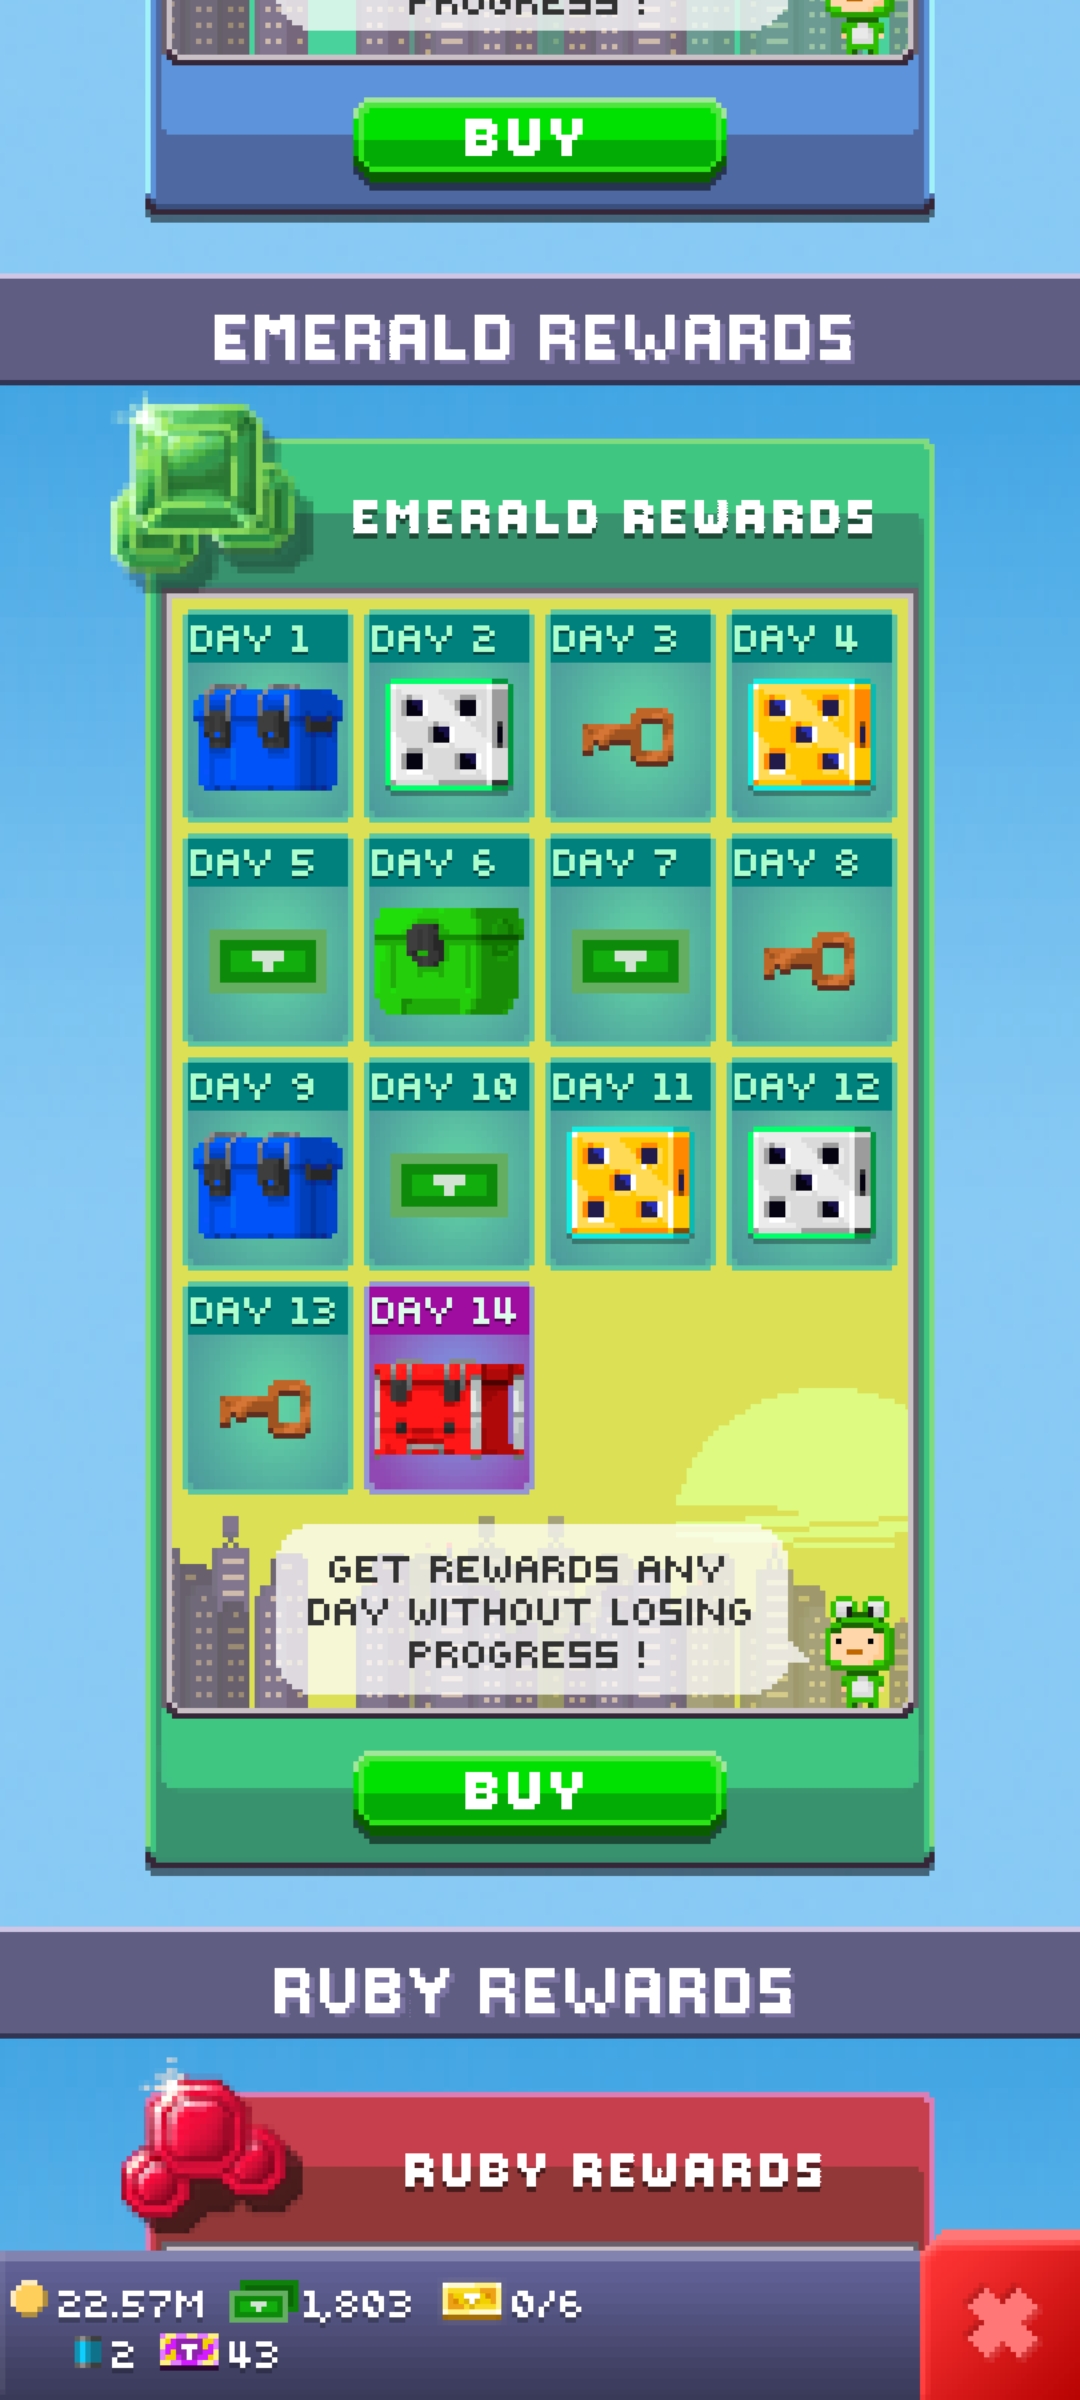 PROGRESS !
BUY
EMERALD REWARDS
EMERALD REWARDS
DAY 1
DAY 2
DAY 3
DAY 4
DAY 5
DAY 6
DAY 7
DAY 8
DAY 9
DAY 10
DAY 11
DAY 12
DAY 13
DAY 14
GET REWARDS ANY
DAY WITHOUT LOSING
PROGRESS !
BUY
RUBY REWARDS
RUBY REWARDS
22.57M 1,803 0/6
2 43